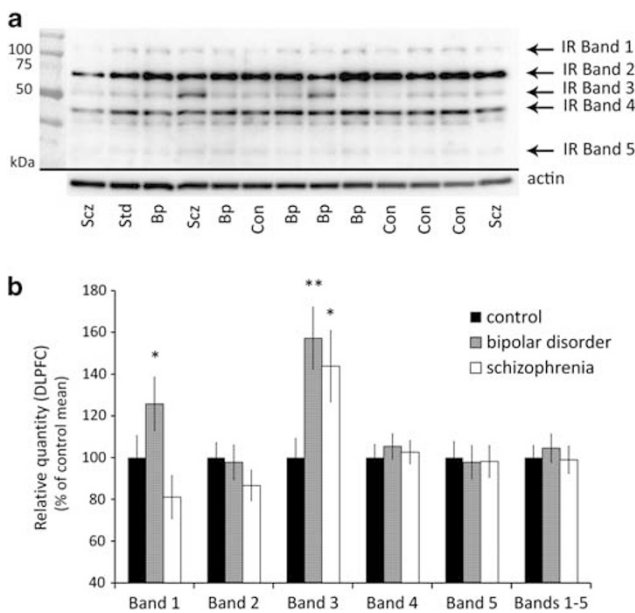 a
100
75
50
kDa
IR Band 1
IR Band 2
IR Band 3
IR Band 4
IR Band 5
actin
Scz Std Bp Scz Bp Con Bp Bp Bp Con Con Con Scz
b
Relative quantity (DLPFC)
(% of control mean)
180
160
140
120
100
80
60
40
*
**
*
control
bipolar disorder
schizophrenia
Band 1 Band 2 Band 3 Band 4 Band 5 Bands 1-5